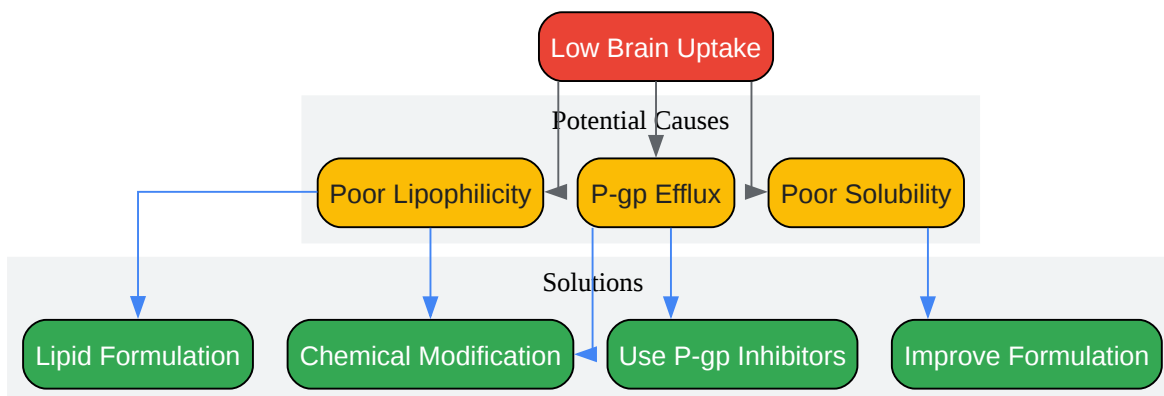 Low Brain Uptake
Potential Causes
Poor Lipophilicity
P-gp Efflux
Poor Solubility
Solutions
Lipid Formulation
Chemical Modification
Use P-gp Inhibitors
Improve Formulation